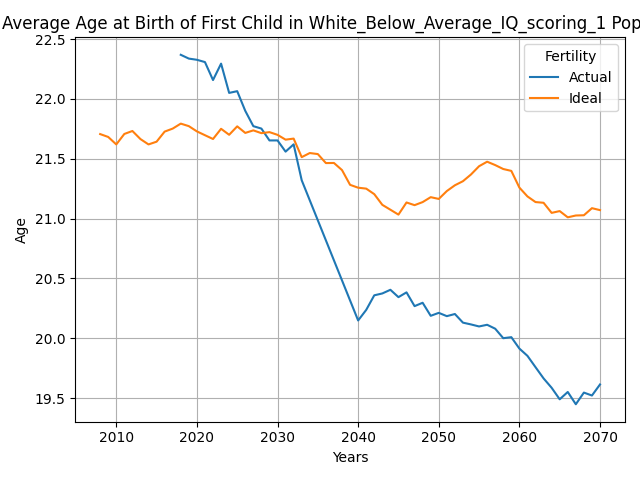 Average Age at Birth of First Child in White_Below_Average_IQ_scoring_1 Pop
22.5
22.0
21.5
21.0
20.5
20.0
19.5
Age
Fertility
Actual
Ideal
2010 2020 2030 2040 2050 2060 2070
Years